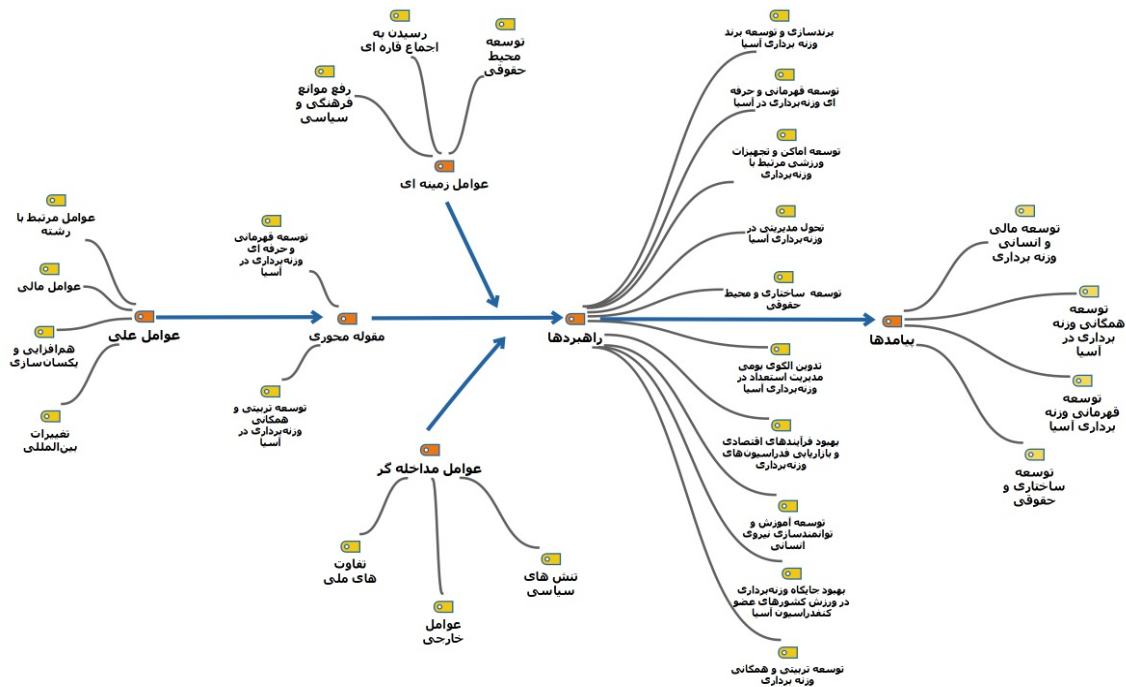 عوامل مرتبط با
رشته
عوامل مالی
هم‌افزایی و
یکسان‌سازی
تغییرات
بین‌المللی
عوامل علی
توسعه قهرمانی
و حرفه ای
وزنه‌برداری در
آسیا
مقوله محوری
توسعه تربیتی و
همگانی
وزنه‌برداری در
آسیا
رفع موانع
فرهنگی و
سیاسی
رسیدن به
اجماع قاره ای
توسعه
محیط
حقوقی
عوامل زمینه ای
عوامل مداخله گر
تفاوت
های ملی
عوامل
خارجی
تنش های
سیاسی
راهبردها
برندسازی و توسعه برند
وزنه برداری آسیا
توسعه قهرمانی و حرفه
ای وزنه‌برداری در آسیا
توسعه اماکن و تجهیزات
ورزشی مرتبط با
وزنه‌برداری
تحول مدیریتی در
وزنه‌برداری آسیا
توسعه ساختاری و محیط
حقوقی
تدوین الگوی بومی
مدیریت استعداد در
وزنه‌برداری آسیا
بهبود فرآیندهای اقتصادی
و بازاریابی فدراسیون‌های
وزنه‌برداری
توسعه آموزش و
توانمندسازی نیروی
انسانی
بهبود جایگاه وزنه‌برداری
در ورزش کشورهای عضو
کنفدراسیون آسیا
توسعه تربیتی و همگانی
وزنه برداری
پیامدها
توسعه مالی
و انسانی
وزنه برداری
توسعه
همگانی وزنه
برداری در
آسیا
توسعه
قهرمانی وزنه
برداری آسیا
توسعه
ساختاری و
حقوقی